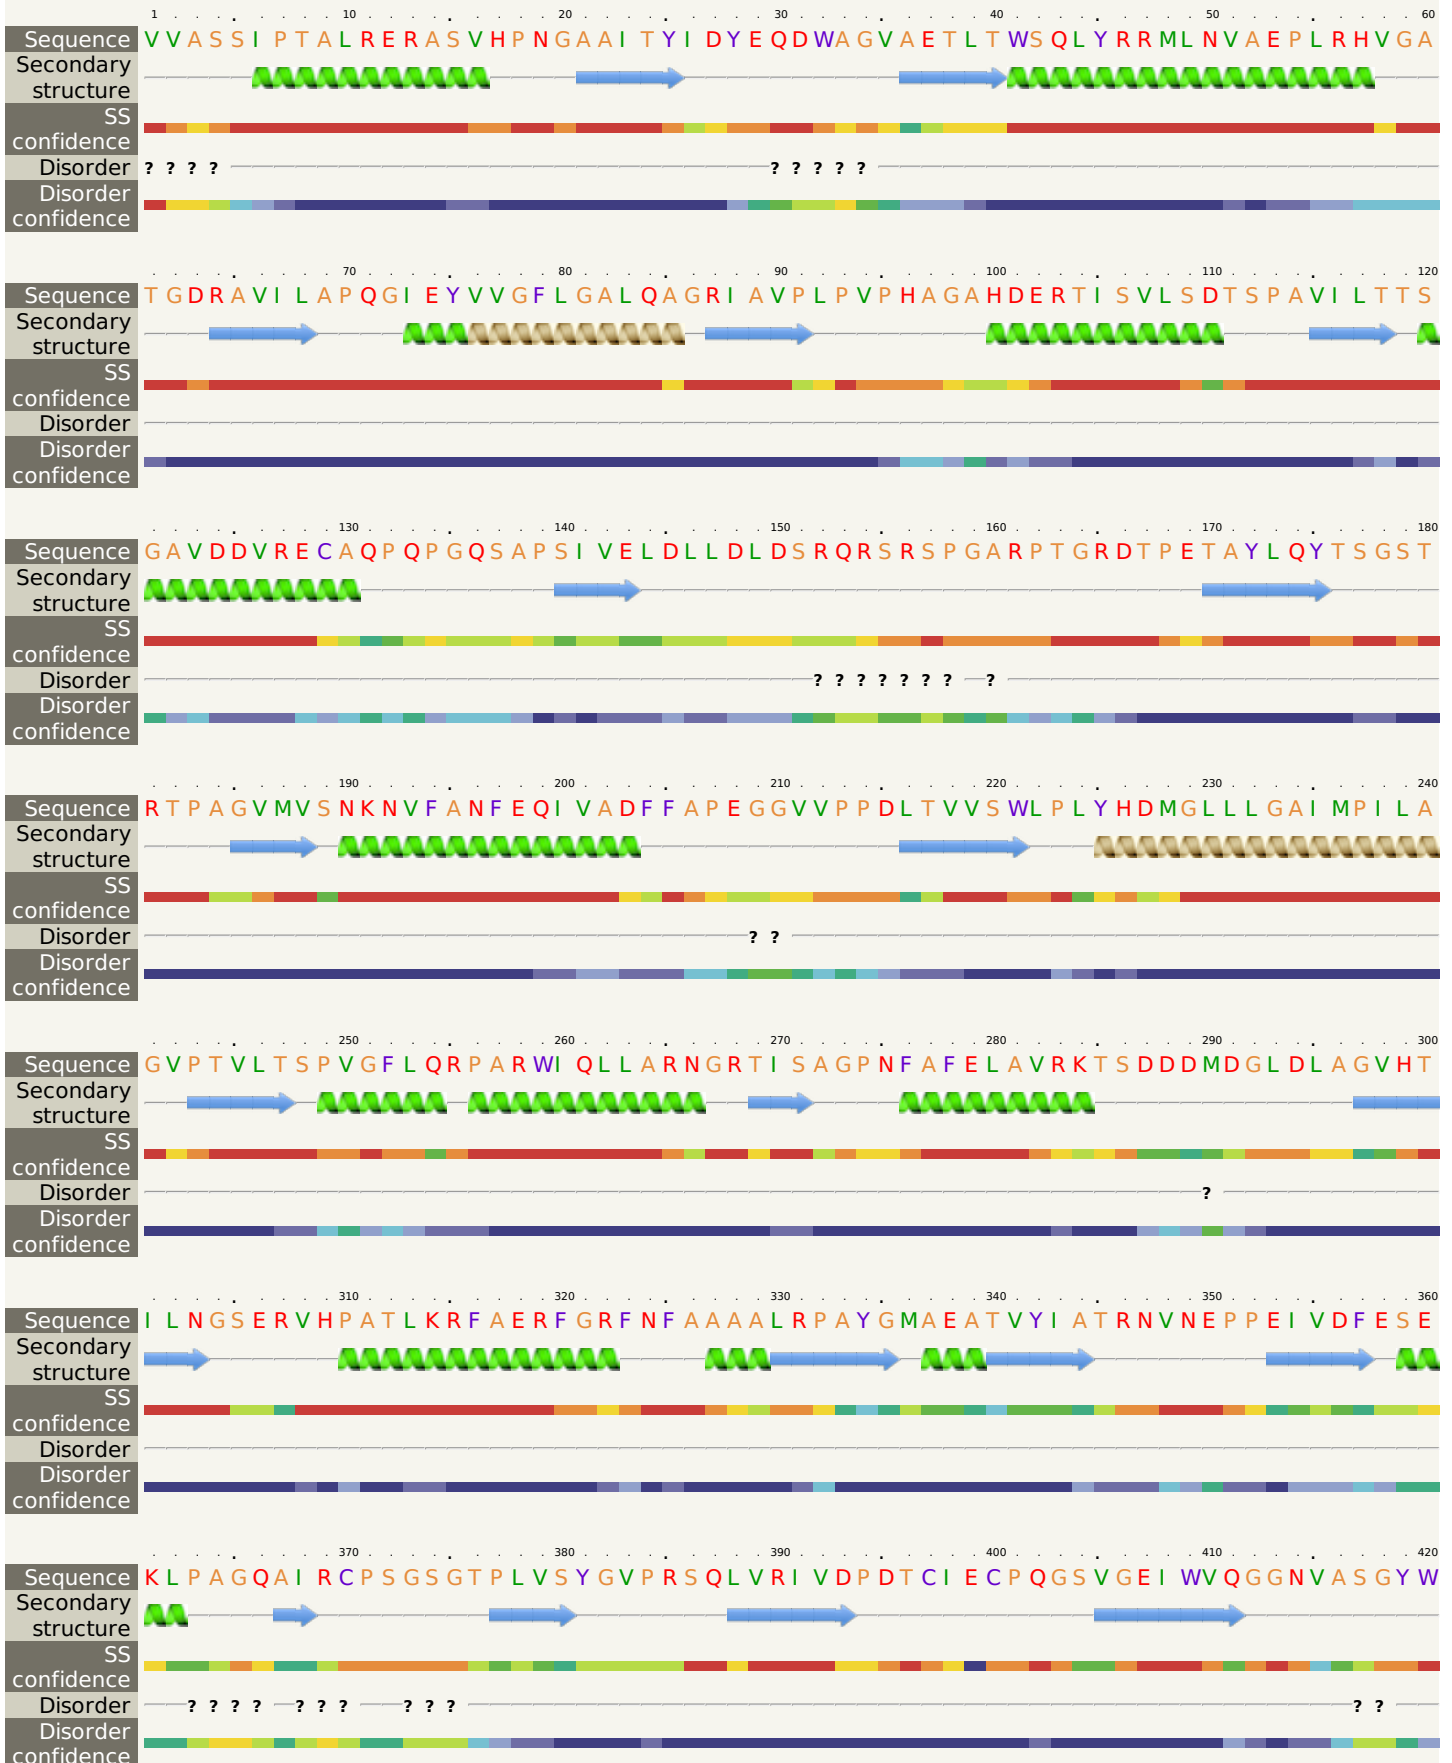 1 10 20 30 40 50 60
Sequence V V A S S I P T A L R E R A S V H P N G A A I T Y I D Y E Q D W A G V A E T L T W S Q L Y R R M L N V A E P L R H V G A
Secondary
structure
SS
confidence
Disorder ? ? ? ? ? ? ? ? ?
Disorder
confidence
70 80 90 100 110 120
Sequence T G D R A V I L A P Q G I E Y V V G F L G A L Q A G R I A V P L P V P H A G A H D E R T I S V L S D T S P A V I L T T S
Secondary
structure
SS
confidence
Disorder
Disorder
confidence
130 140 150 160 170 180
Sequence G A V D D V R E C A Q P Q P G Q S A P S I V E L D L L D L D S R Q R S R S P G A R P T G R D T P E T A Y L Q Y T S G S T
Secondary
structure
SS
confidence
Disorder ? ? ? ? ? ? ? ?
Disorder
confidence
190 200 210 220 230 240
Sequence R T P A G V M V S N K N V F A N F E Q I V A D F F A P E G G V V P P D L T V V S W L P L Y H D M G L L L G A I M P I L A
Secondary
structure
SS
confidence
Disorder ? ?
Disorder
confidence
250 260 270 280 290 300
Sequence G V P T V L T S P V G F L Q R P A R W I Q L L A R N G R T I S A G P N F A F E L A V R K T S D D D M D G L D L A G V H T
Secondary
structure
SS
confidence
Disorder ?
Disorder
confidence
310 320 330 340 350 360
Sequence I L N G S E R V H P A T L K R F A E R F G R F N F A A A A L R P A Y G M A E A T V Y I A T R N V N E P P E I V D F E S E
Secondary
structure
SS
confidence
Disorder
Disorder
confidence
370 380 390 400 410 420
Sequence K L P A G Q A I R C P S G S G T P L V S Y G V P R S Q L V R I V D P D T C I E C P Q G S V G E I W V Q G G N V A S G Y W
Secondary
structure
SS
confidence
Disorder ? ? ? ? ? ? ? ? ? ? ? ?
Disorder
confidence